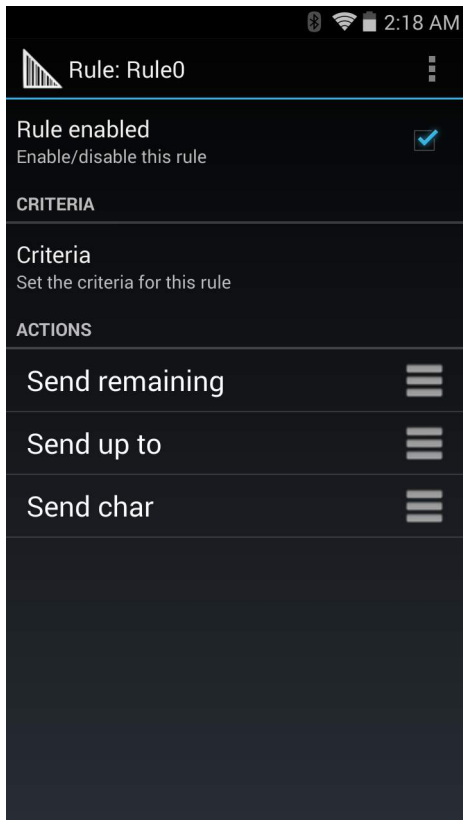 2:18 AM
Rule: Rule0
Rule enabled
Enable/disable this rule
CRITERIA
Criteria
Set the criteria for this rule
ACTIONS
Send remaining
Send up to
Send char